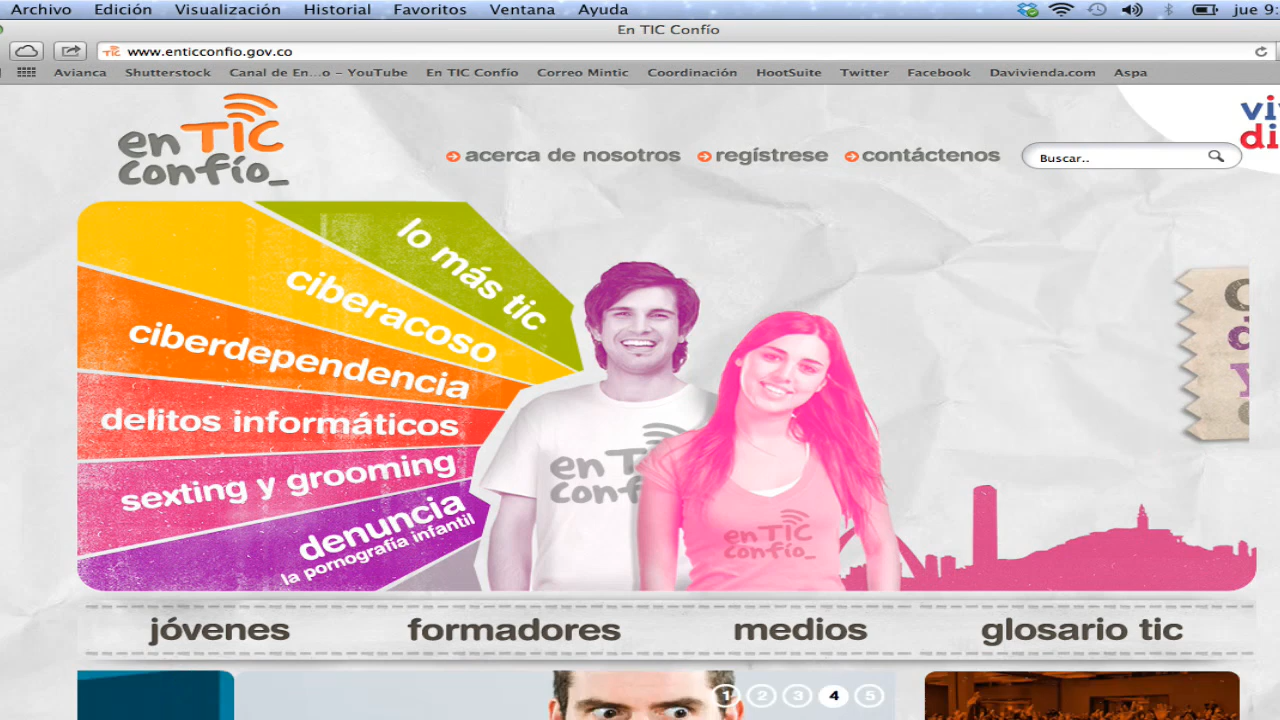 Archivo Edición Visualización Historial Favoritos Ventana Ayuda jue 9:
En TIC Confío
www.enticconfio.gov.co
Avianca Shutterstock Canal de En...o – YouTube En TIC Confío Correo Mintic Coordinación HootSuite Twitter Facebook Davivienda.com Aspa
en TIC
confío_
acerca de nosotros regístrese contáctenos Buscar..
vi
di
lo más tic
ciberacoso
ciberdependencia
delitos informáticos
sexting y grooming
denuncia
la pornografía infantil
en T
conf
en TIC
confío_
jóvenes formadores medios glosario tic
1 2 3 4 5